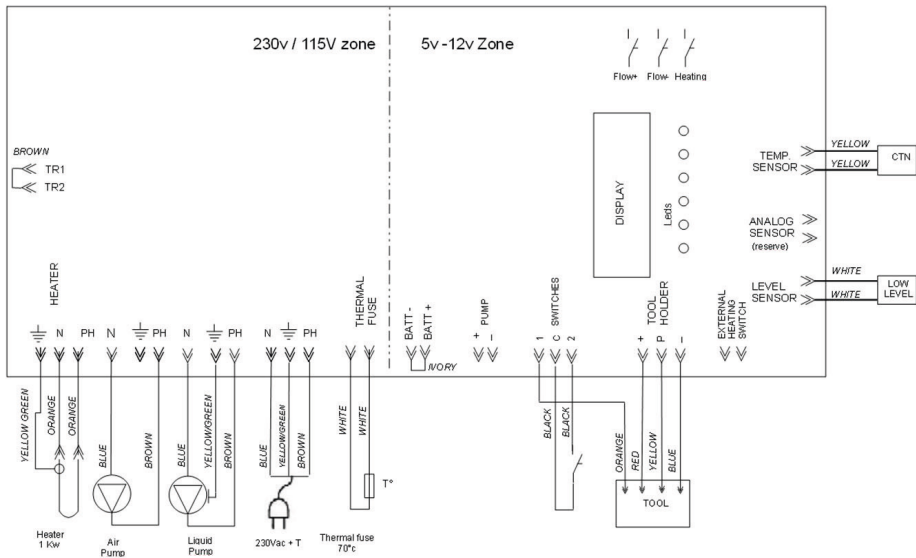 230v / 115V zone
5v -12v Zone
Flow+
Flow-
Heating
BROWN
TR1
TR2
DISPLAY
Leds
TEMP.
SENSOR
YELLOW
YELLOW
CTN
ANALOG
SENSOR
(reserve)
LEVEL
SENSOR
WHITE
WHITE
LOW
LEVEL
HEATER
N
PH
N
PH
N
PH
N
PH
THERMAL
FUSE
BATT -
BATT +
IVORY
+
-
PUMP
1
C
2
SWITCHES
+
P
-
TOOL
HOLDER
EXTERNAL
HEATING
SWITCH
YELLOW GREEN
ORANGE
ORANGE
BLUE
BROWN
BLUE
YELLOW/GREEN
BROWN
BLUE
YELLOW/GREEN
BROWN
WHITE
WHITE
BLACK
BLACK
ORANGE
RED
YELLOW
BLUE
T°
TOOL
Heater
1 Kw
Air
Pump
Liquid
Pump
230Vac + T
Thermal fuse
70°c